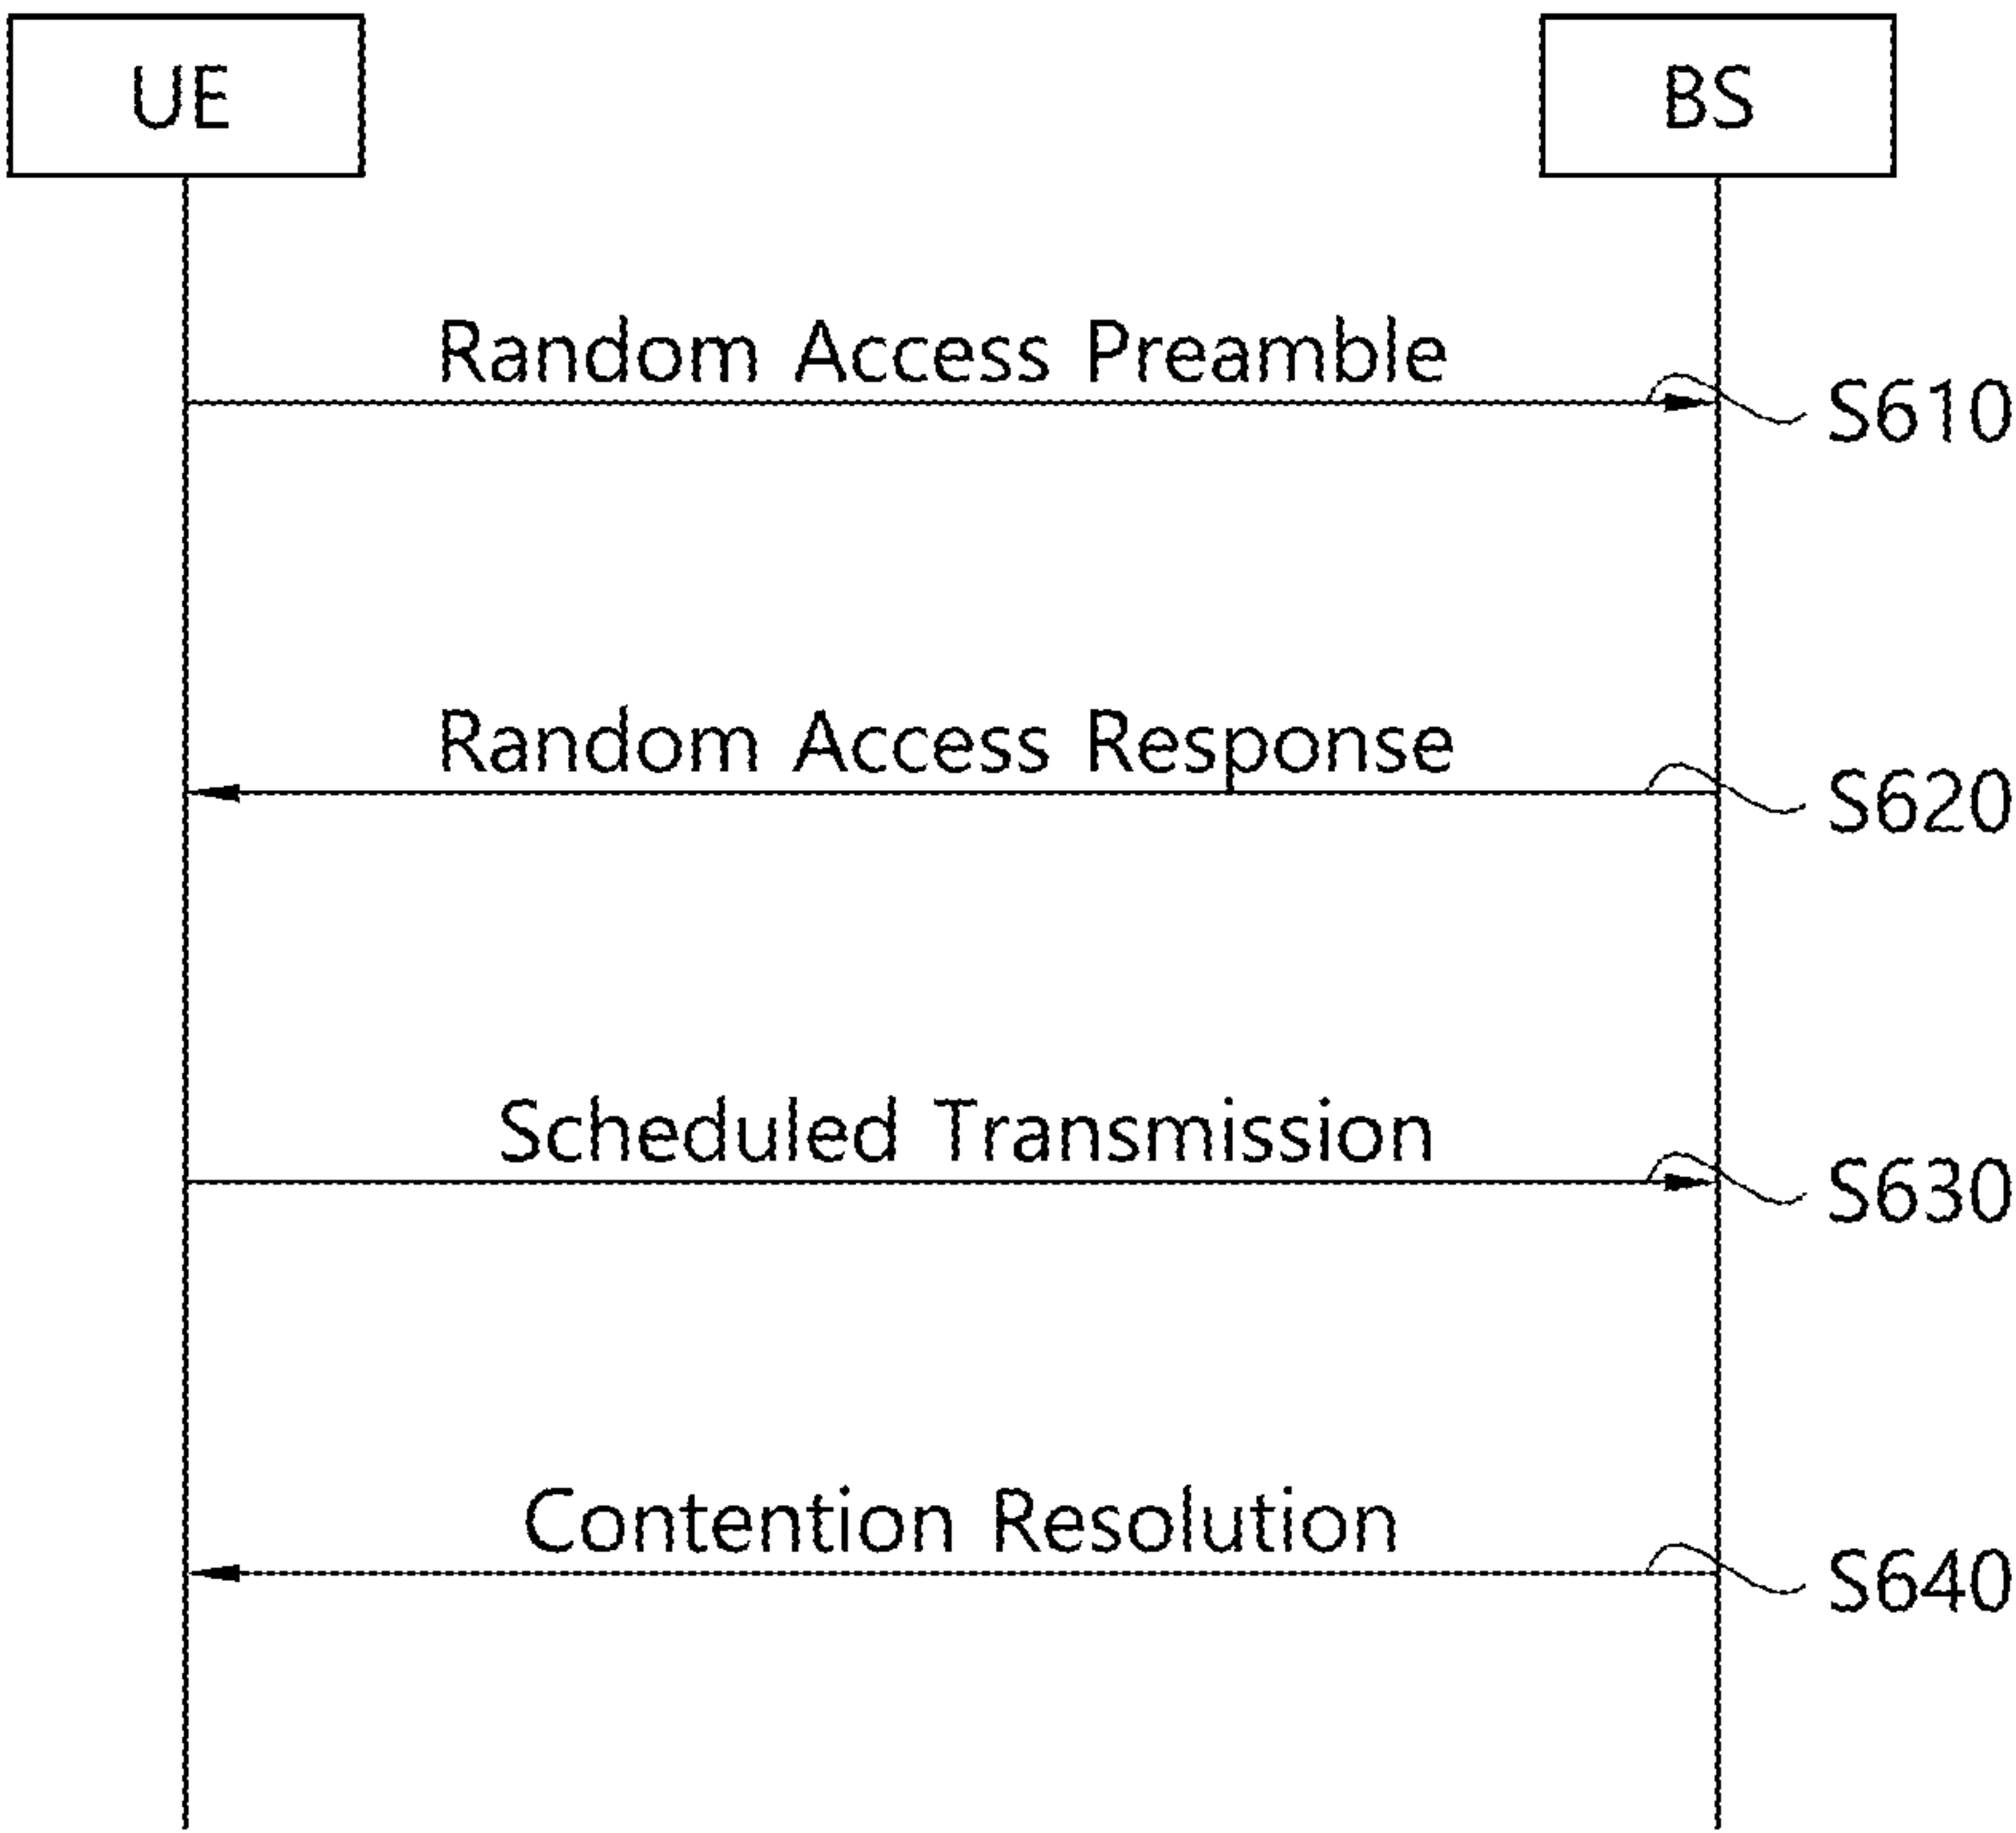 UE
BS
Random Access Preamble
S610
Random Access Response
S620
Scheduled Transmission
S630
Contention Resolution
S640